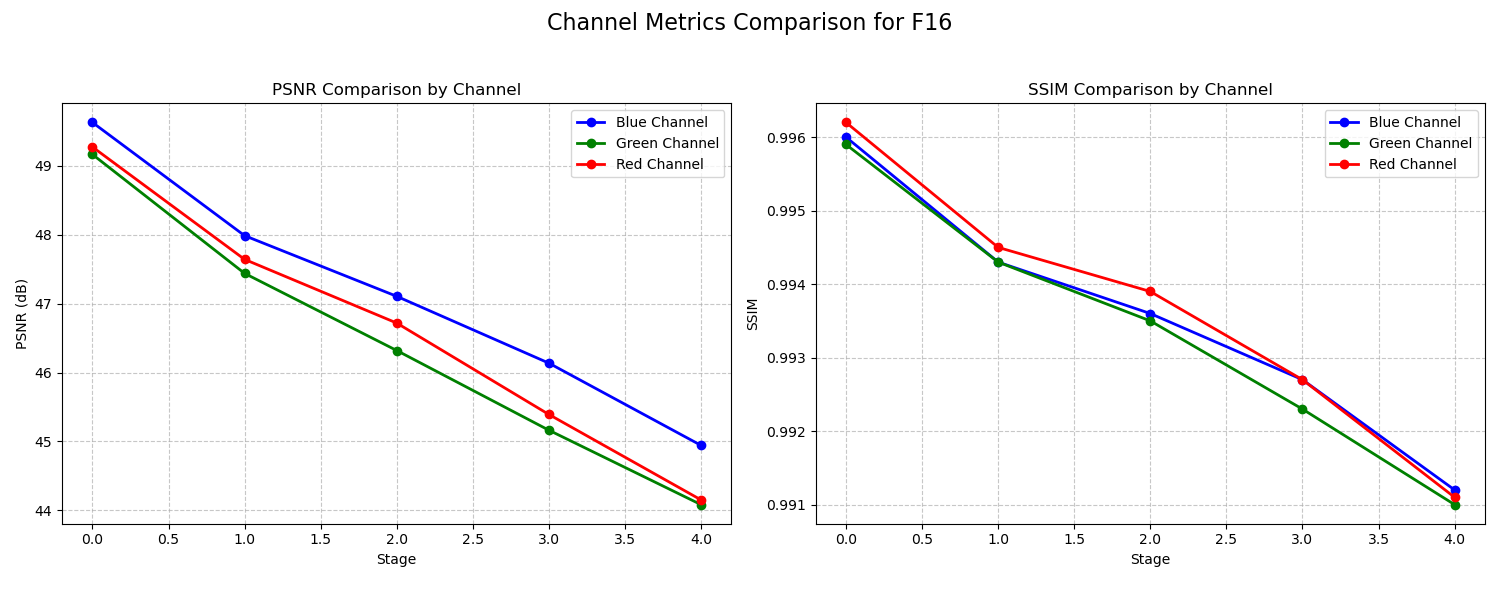 Channel Metrics Comparison for F16
PSNR Comparison by Channel
PSNR (dB)
49
48
47
46
45
44
0.0 0.5 1.0 1.5 2.0 2.5 3.0 3.5 4.0
Stage
Blue Channel
Green Channel
Red Channel
SSIM Comparison by Channel
SSIM
0.996
0.995
0.994
0.993
0.992
0.991
0.0 0.5 1.0 1.5 2.0 2.5 3.0 3.5 4.0
Stage
Blue Channel
Green Channel
Red Channel